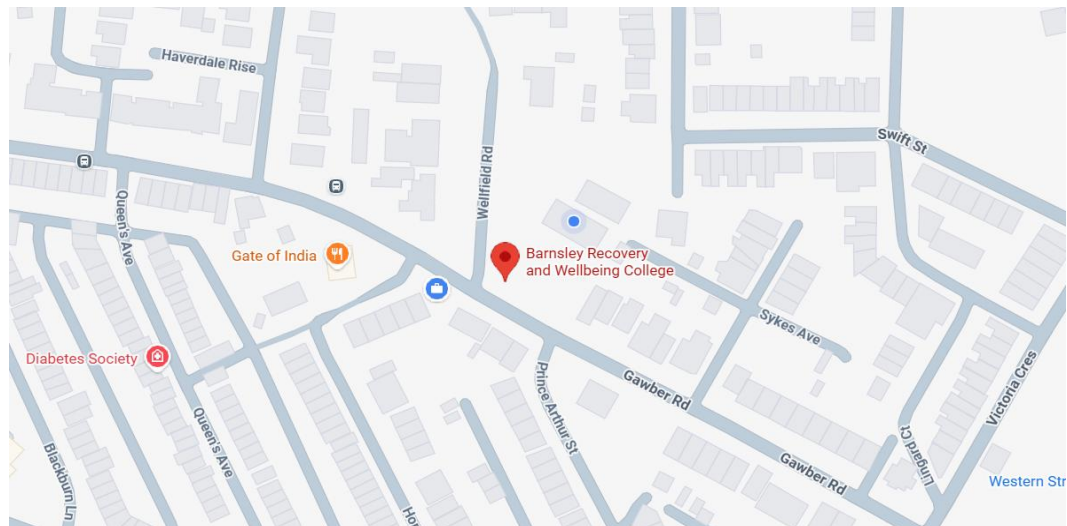 Haverdale Rise
Swift St
Wellfield Rd
Queen's Ave
Gate of India
Barnsley Recovery
and Wellbeing College
Sykes Ave
Diabetes Society
Prince Arthur St
Gawber Rd
Victoria Cres
Queen's Ave
Blackburn Ln
Gawber Rd
Lingard Ct
Western Str
Hor